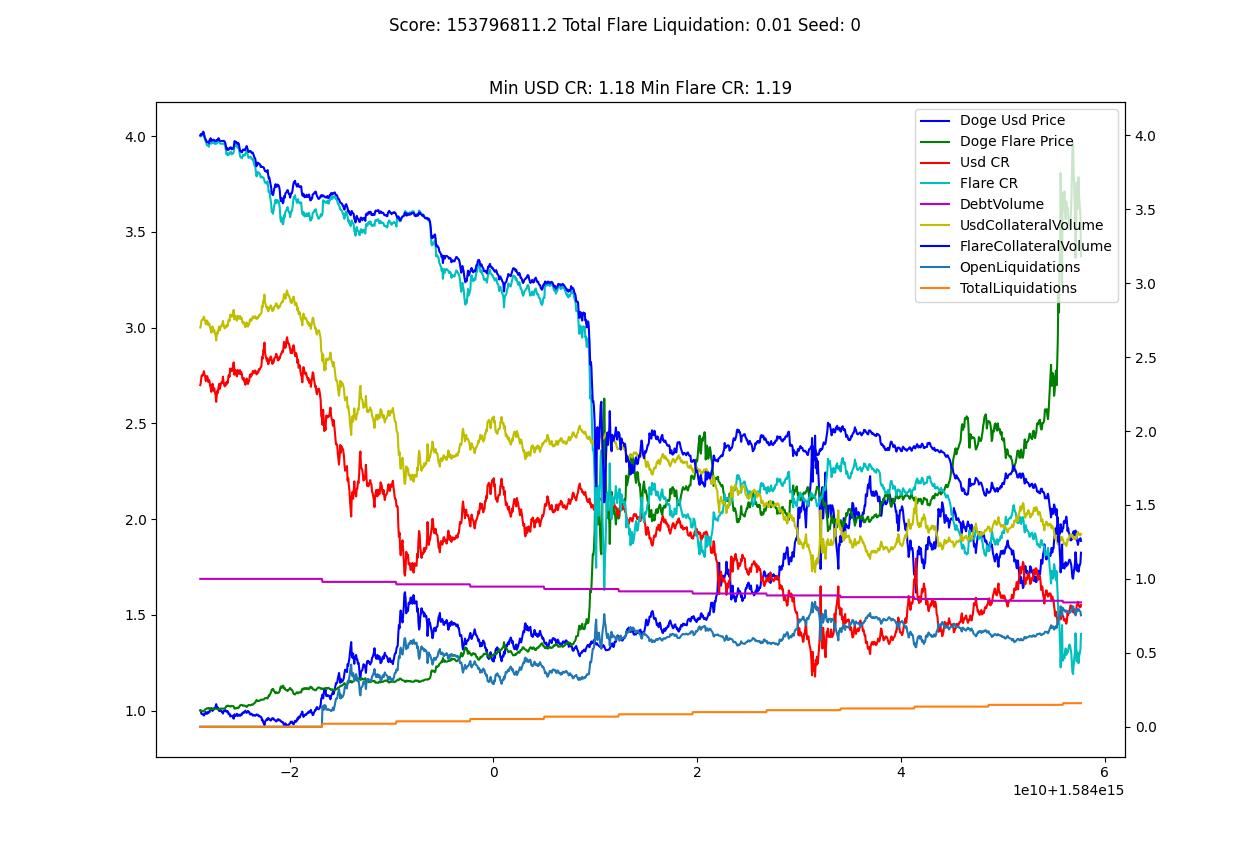 Score: 153796811.2 Total Flare Liquidation: 0.01 Seed: 0
Min USD CR: 1.18 Min Flare CR: 1.19
Doge Usd Price
Doge Flare Price
Usd CR
Flare CR
DebtVolume
UsdCollateralVolume
FlareCollateralVolume
OpenLiquidations
TotalLiquidations
4.0
3.5
3.0
2.5
2.0
1.5
1.0
4.0
3.5
3.0
2.5
2.0
1.5
1.0
0.5
0.0
−2 0 2 4 6
1e10+1.584e15